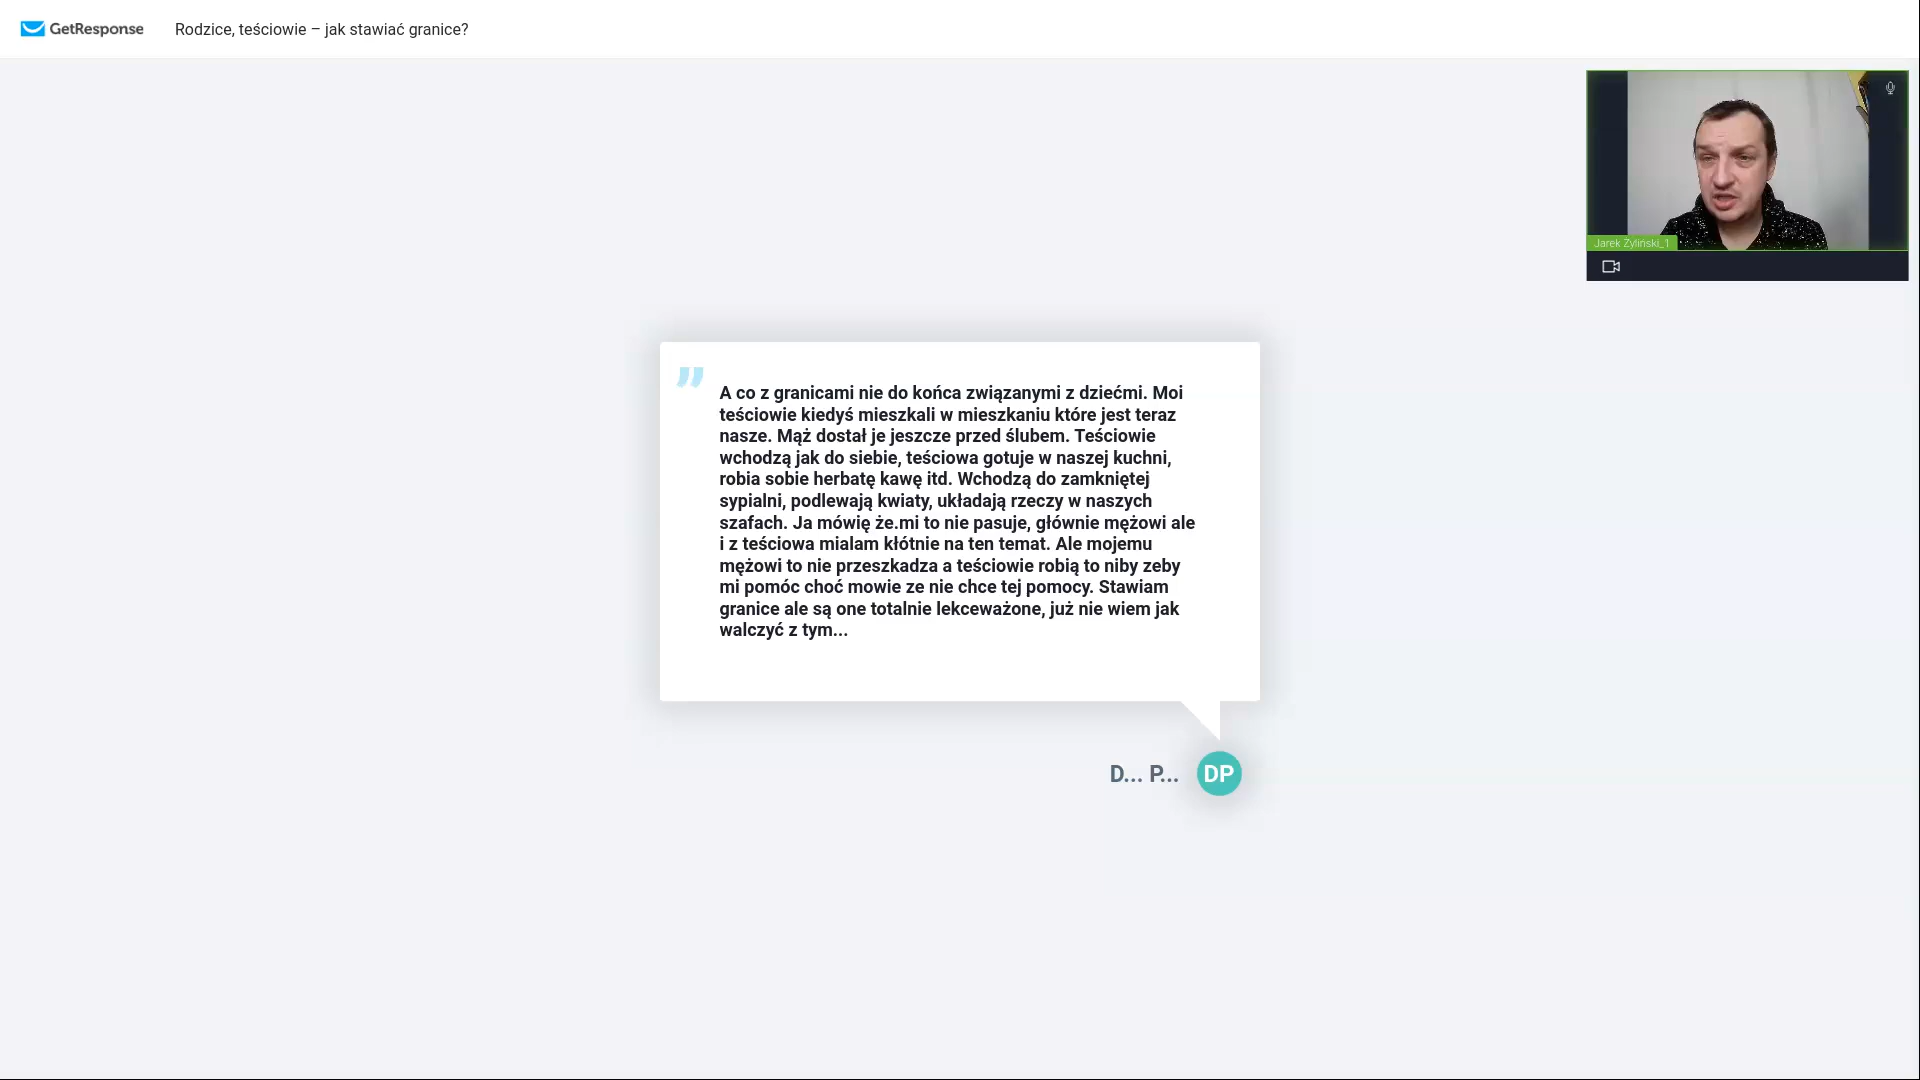 GetResponse
Rodzice, teściowie – jak stawiać granice?
Jarek Żyliński_1
A co z granicami nie do końca związanymi z dziećmi. Moi
teściowie kiedyś mieszkali w mieszkaniu które jest teraz
nasze. Mąż dostał je jeszcze przed ślubem. Teściowie
wchodzą jak do siebie, teściowa gotuje w naszej kuchni,
robia sobie herbatę kawę itd. Wchodzą do zamkniętej
sypialni, podlewają kwiaty, układają rzeczy w naszych
szafach. Ja mówię że.mi to nie pasuje, głównie mężowi ale
i z teściowa mialam kłótnie na ten temat. Ale mojemu
mężowi to nie przeszkadza a teściowie robią to niby zeby
mi pomóc choć mowie ze nie chce tej pomocy. Stawiam
granice ale są one totalnie lekceważone, już nie wiem jak
walczyć z tym...
D... P...
DP